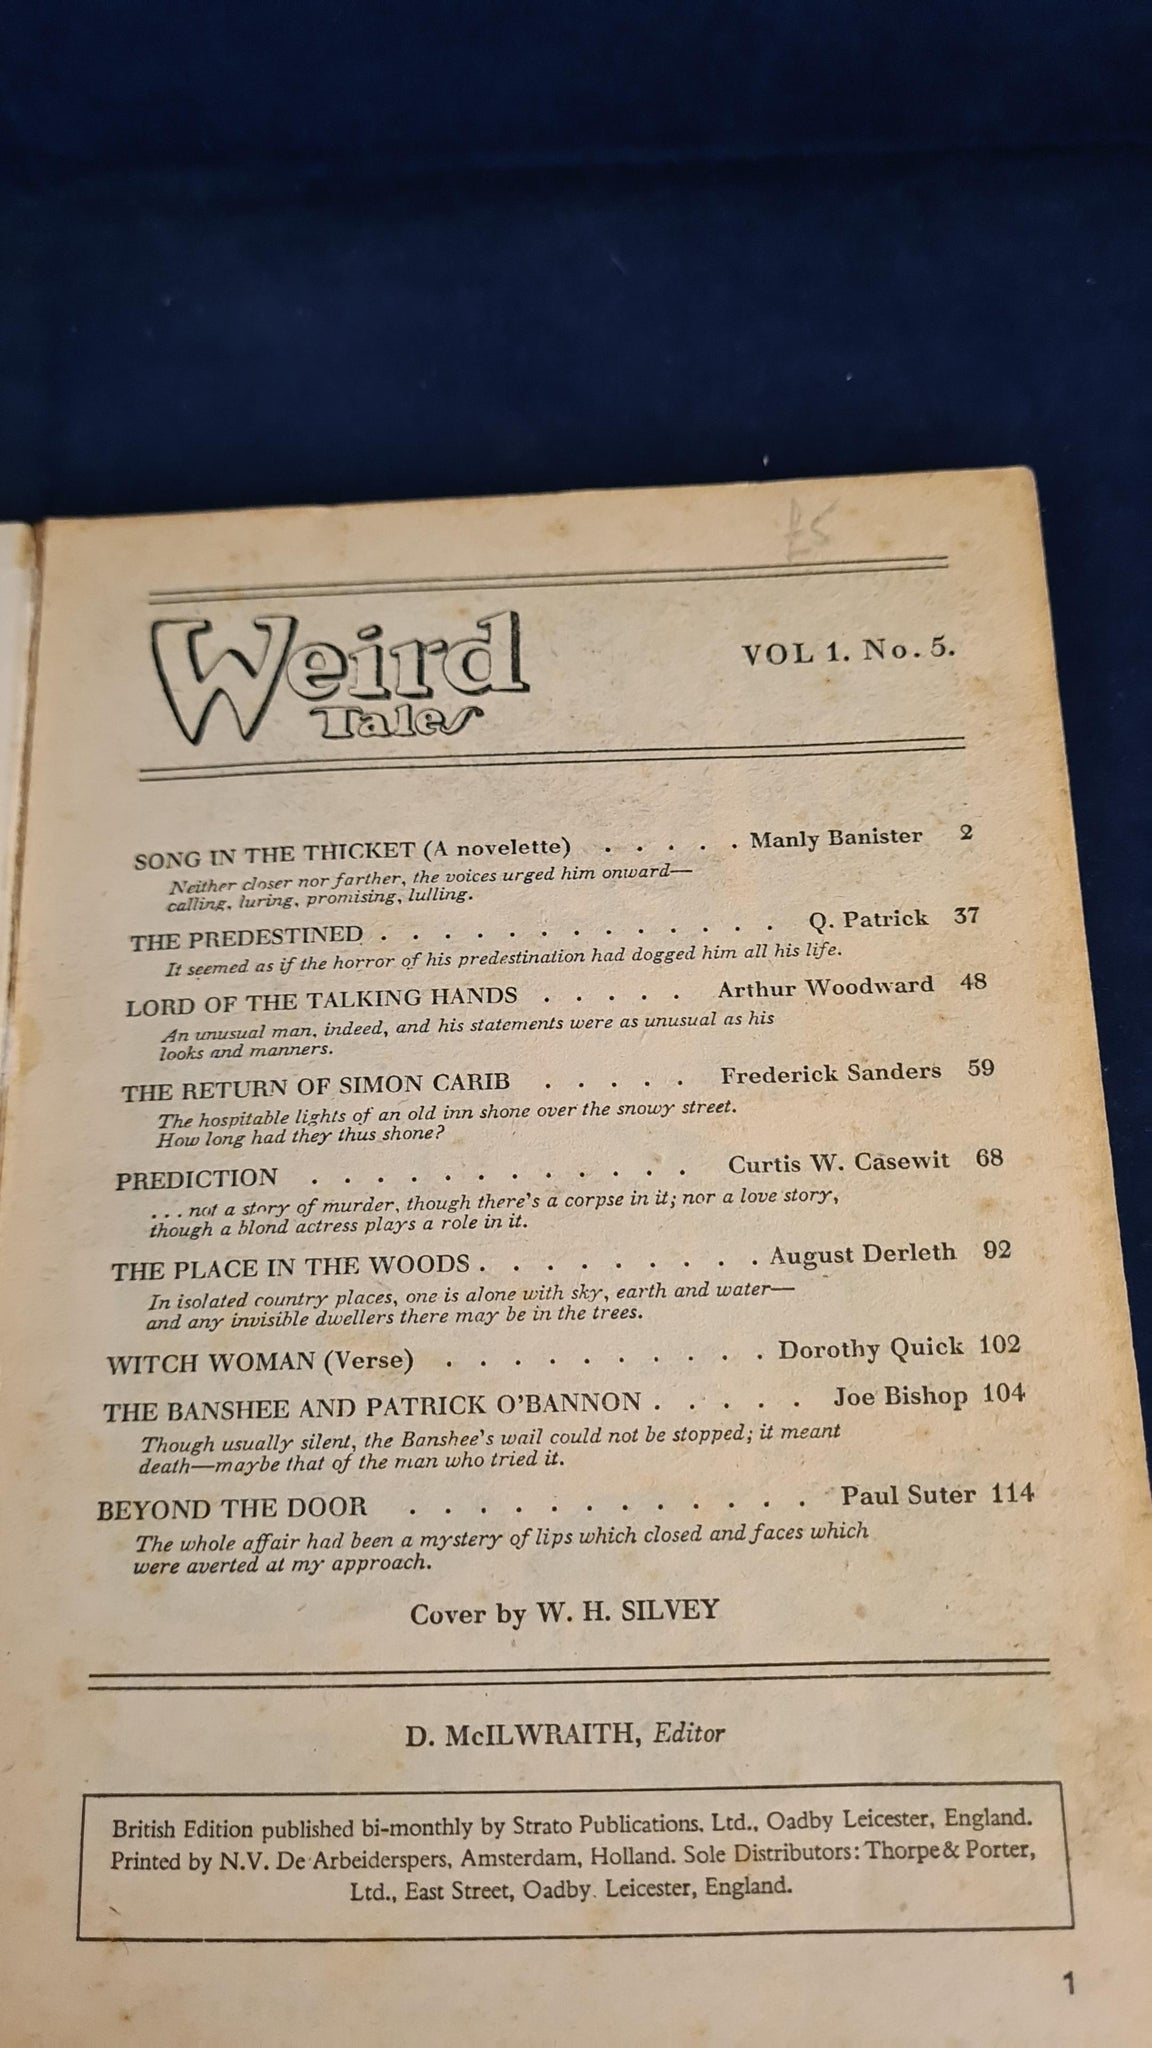 £5
Weird
Tales
VOL 1. No. 5.
SONG IN THE THICKET (A novelette) . . . . . Manly Banister 2
Neither closer nor farther, the voices urged him onward—
calling, luring, promising, lulling.
THE PREDESTINED . . . . . . . . . . . . . Q. Patrick 37
It seemed as if the horror of his predestination had dogged him all his life.
LORD OF THE TALKING HANDS . . . . . Arthur Woodward 48
An unusual man, indeed, and his statements were as unusual as his
looks and manners.
THE RETURN OF SIMON CARIB . . . . . Frederick Sanders 59
The hospitable lights of an old inn shone over the snowy street.
How long had they thus shone?
PREDICTION . . . . . . . . . . . . Curtis W. Casewit 68
. . . not a story of murder, though there's a corpse in it; nor a love story,
though a blond actress plays a role in it.
THE PLACE IN THE WOODS . . . . . . . . . August Derleth 92
In isolated country places, one is alone with sky, earth and water—
and any invisible dwellers there may be in the trees.
WITCH WOMAN (Verse) . . . . . . . . . . Dorothy Quick 102
THE BANSHEE AND PATRICK O'BANNON . . . . . Joe Bishop 104
Though usually silent, the Banshee's wail could not be stopped; it meant
death—maybe that of the man who tried it.
BEYOND THE DOOR . . . . . . . . . . . . Paul Suter 114
The whole affair had been a mystery of lips which closed and faces which
were averted at my approach.
Cover by W. H. SILVEY
D. McILWRAITH, Editor
British Edition published bi-monthly by Strato Publications, Ltd., Oadby Leicester, England.
Printed by N.V. De Arbeiderspers, Amsterdam, Holland. Sole Distributors: Thorpe & Porter,
Ltd., East Street, Oadby. Leicester, England.
1